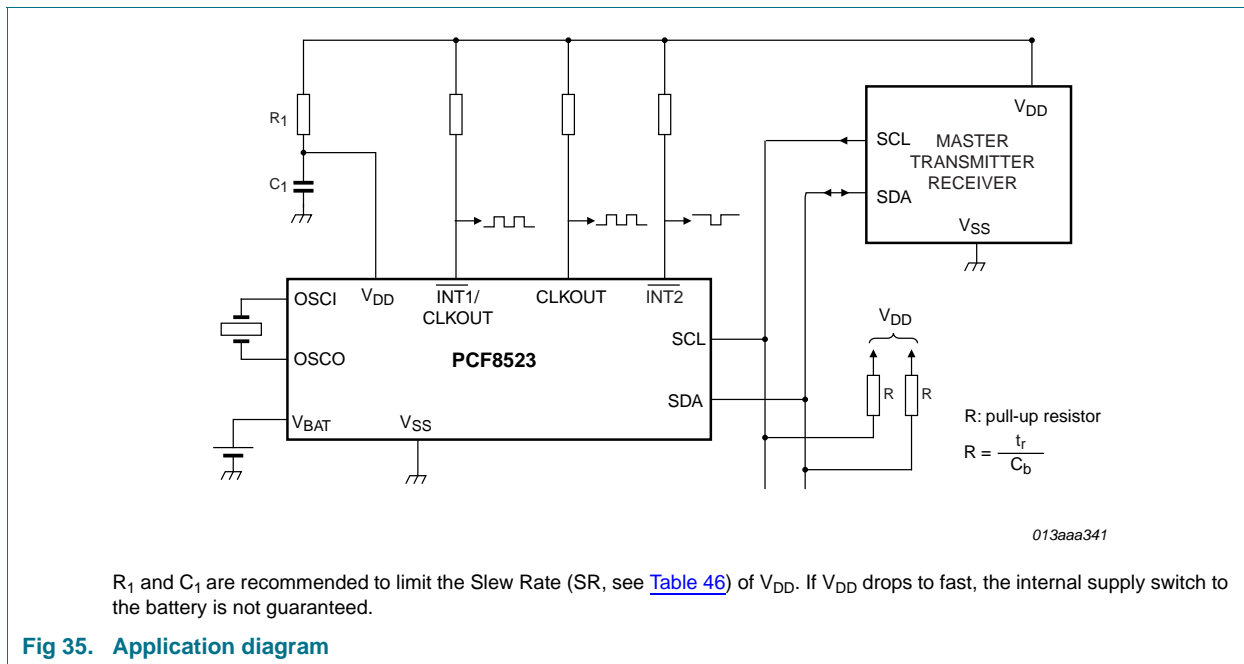 R1
C1
VDD
SCL
MASTER
TRANSMITTER
RECEIVER
SDA
VSS
OSCI
VDD
INT1/
CLKOUT
CLKOUT
INT2
SCL
OSCO
PCF8523
SDA
VBAT
VSS
VDD
R
R
R: pull-up resistor
R = tr
Cb
013aaa341
R1 and C1 are recommended to limit the Slew Rate (SR, see Table 46) of VDD. If VDD drops to fast, the internal supply switch to
the battery is not guaranteed.
Fig 35. Application diagram